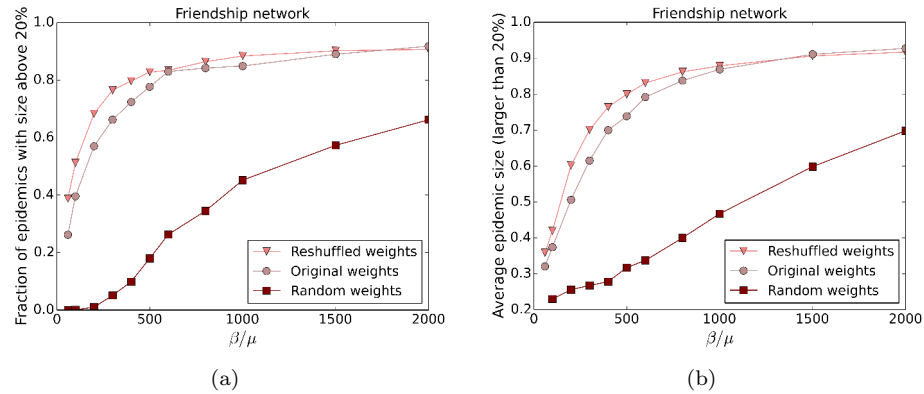 Friendship network
Fraction of epidemics with size above 20%
1.0
0.8
0.6
0.4
0.2
0.0
0
500
1000
1500
2000
β/μ
Reshuffled weights
Original weights
Random weights
(a)
Friendship network
Average epidemic size (larger than 20%)
1.0
0.9
0.8
0.7
0.6
0.5
0.4
0.3
0.2
0
500
1000
1500
2000
β/μ
Reshuffled weights
Original weights
Random weights
(b)